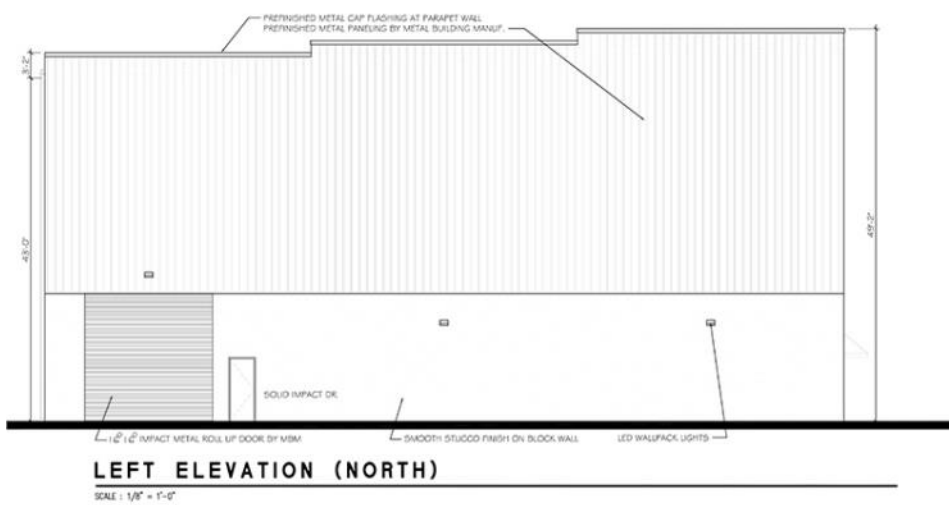 PREFINISHED METAL CAP FLASHING AT PARAPET WALL
PREFINISHED METAL PANELING BY METAL BUILDING MANUF.
3'-2"
43'-0"
49'-2"
SOLID IMPACT DR.
IMPACT METAL ROLL UP DOOR BY MBM
SMOOTH STUCCO FINISH ON BLOCK WALL
LED WALLPACK LIGHTS
LEFT ELEVATION (NORTH)
SCALE : 1/8" = 1'-0"